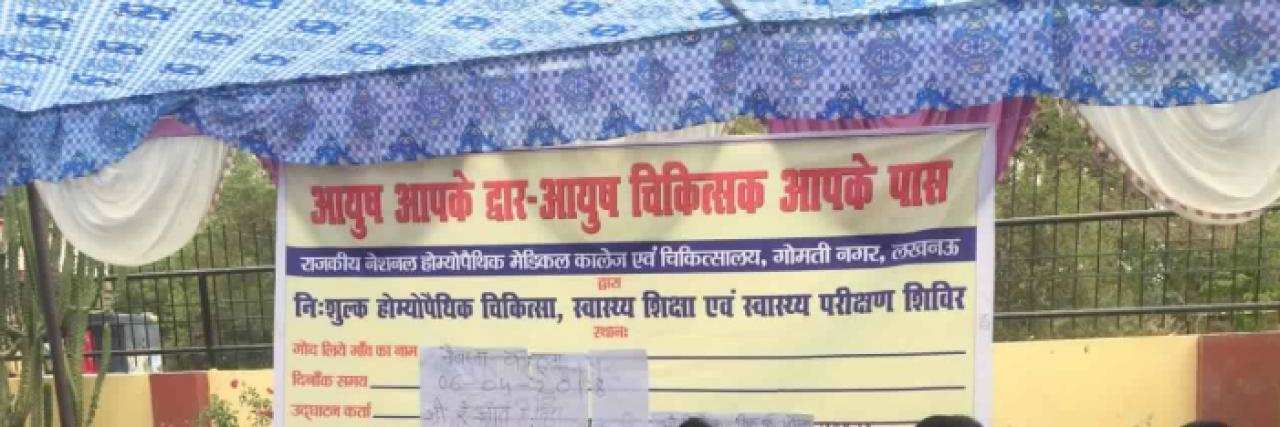 आयुष आपके द्वार-आयुष चिकित्सक आपके पास
राजकीय नेशनल होम्योपैथिक मेडिकल कालेज एवं चिकित्सालय, गोमती नगर, लखनऊ
द्वारा
निःशुल्क होम्योपैथिक चिकित्सा, स्वास्थ्य शिक्षा एवं स्वास्थ्य परीक्षण शिविर
स्थानः
गोद लिये गाँव का नाम
दिनाँक समय 06-04-2018
उद्घाटन कर्ता